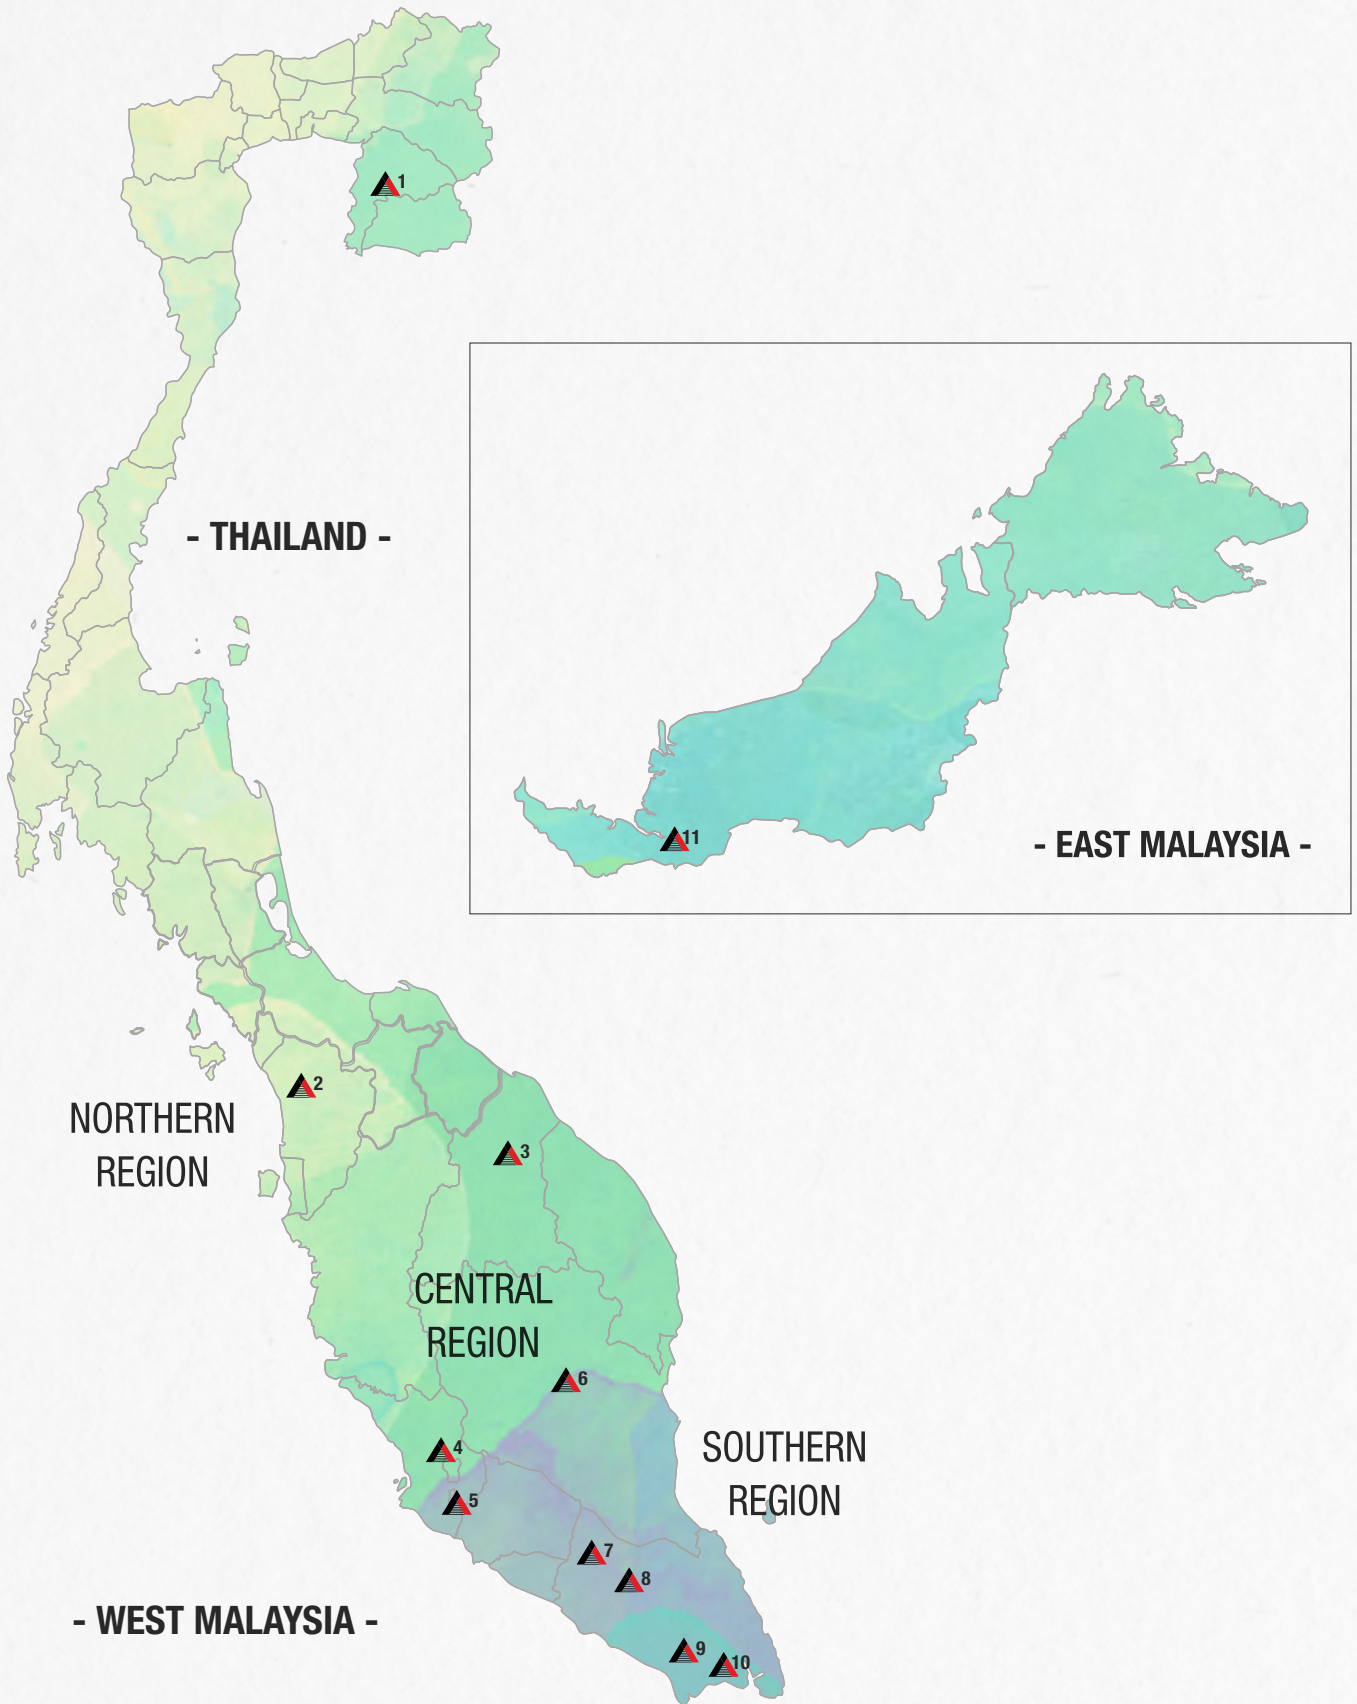 1
- THAILAND -
11
- EAST MALAYSIA -
2
NORTHERN
REGION
3
CENTRAL
REGION
6
4
SOUTHERN
REGION
5
7
8
- WEST MALAYSIA -
9
10